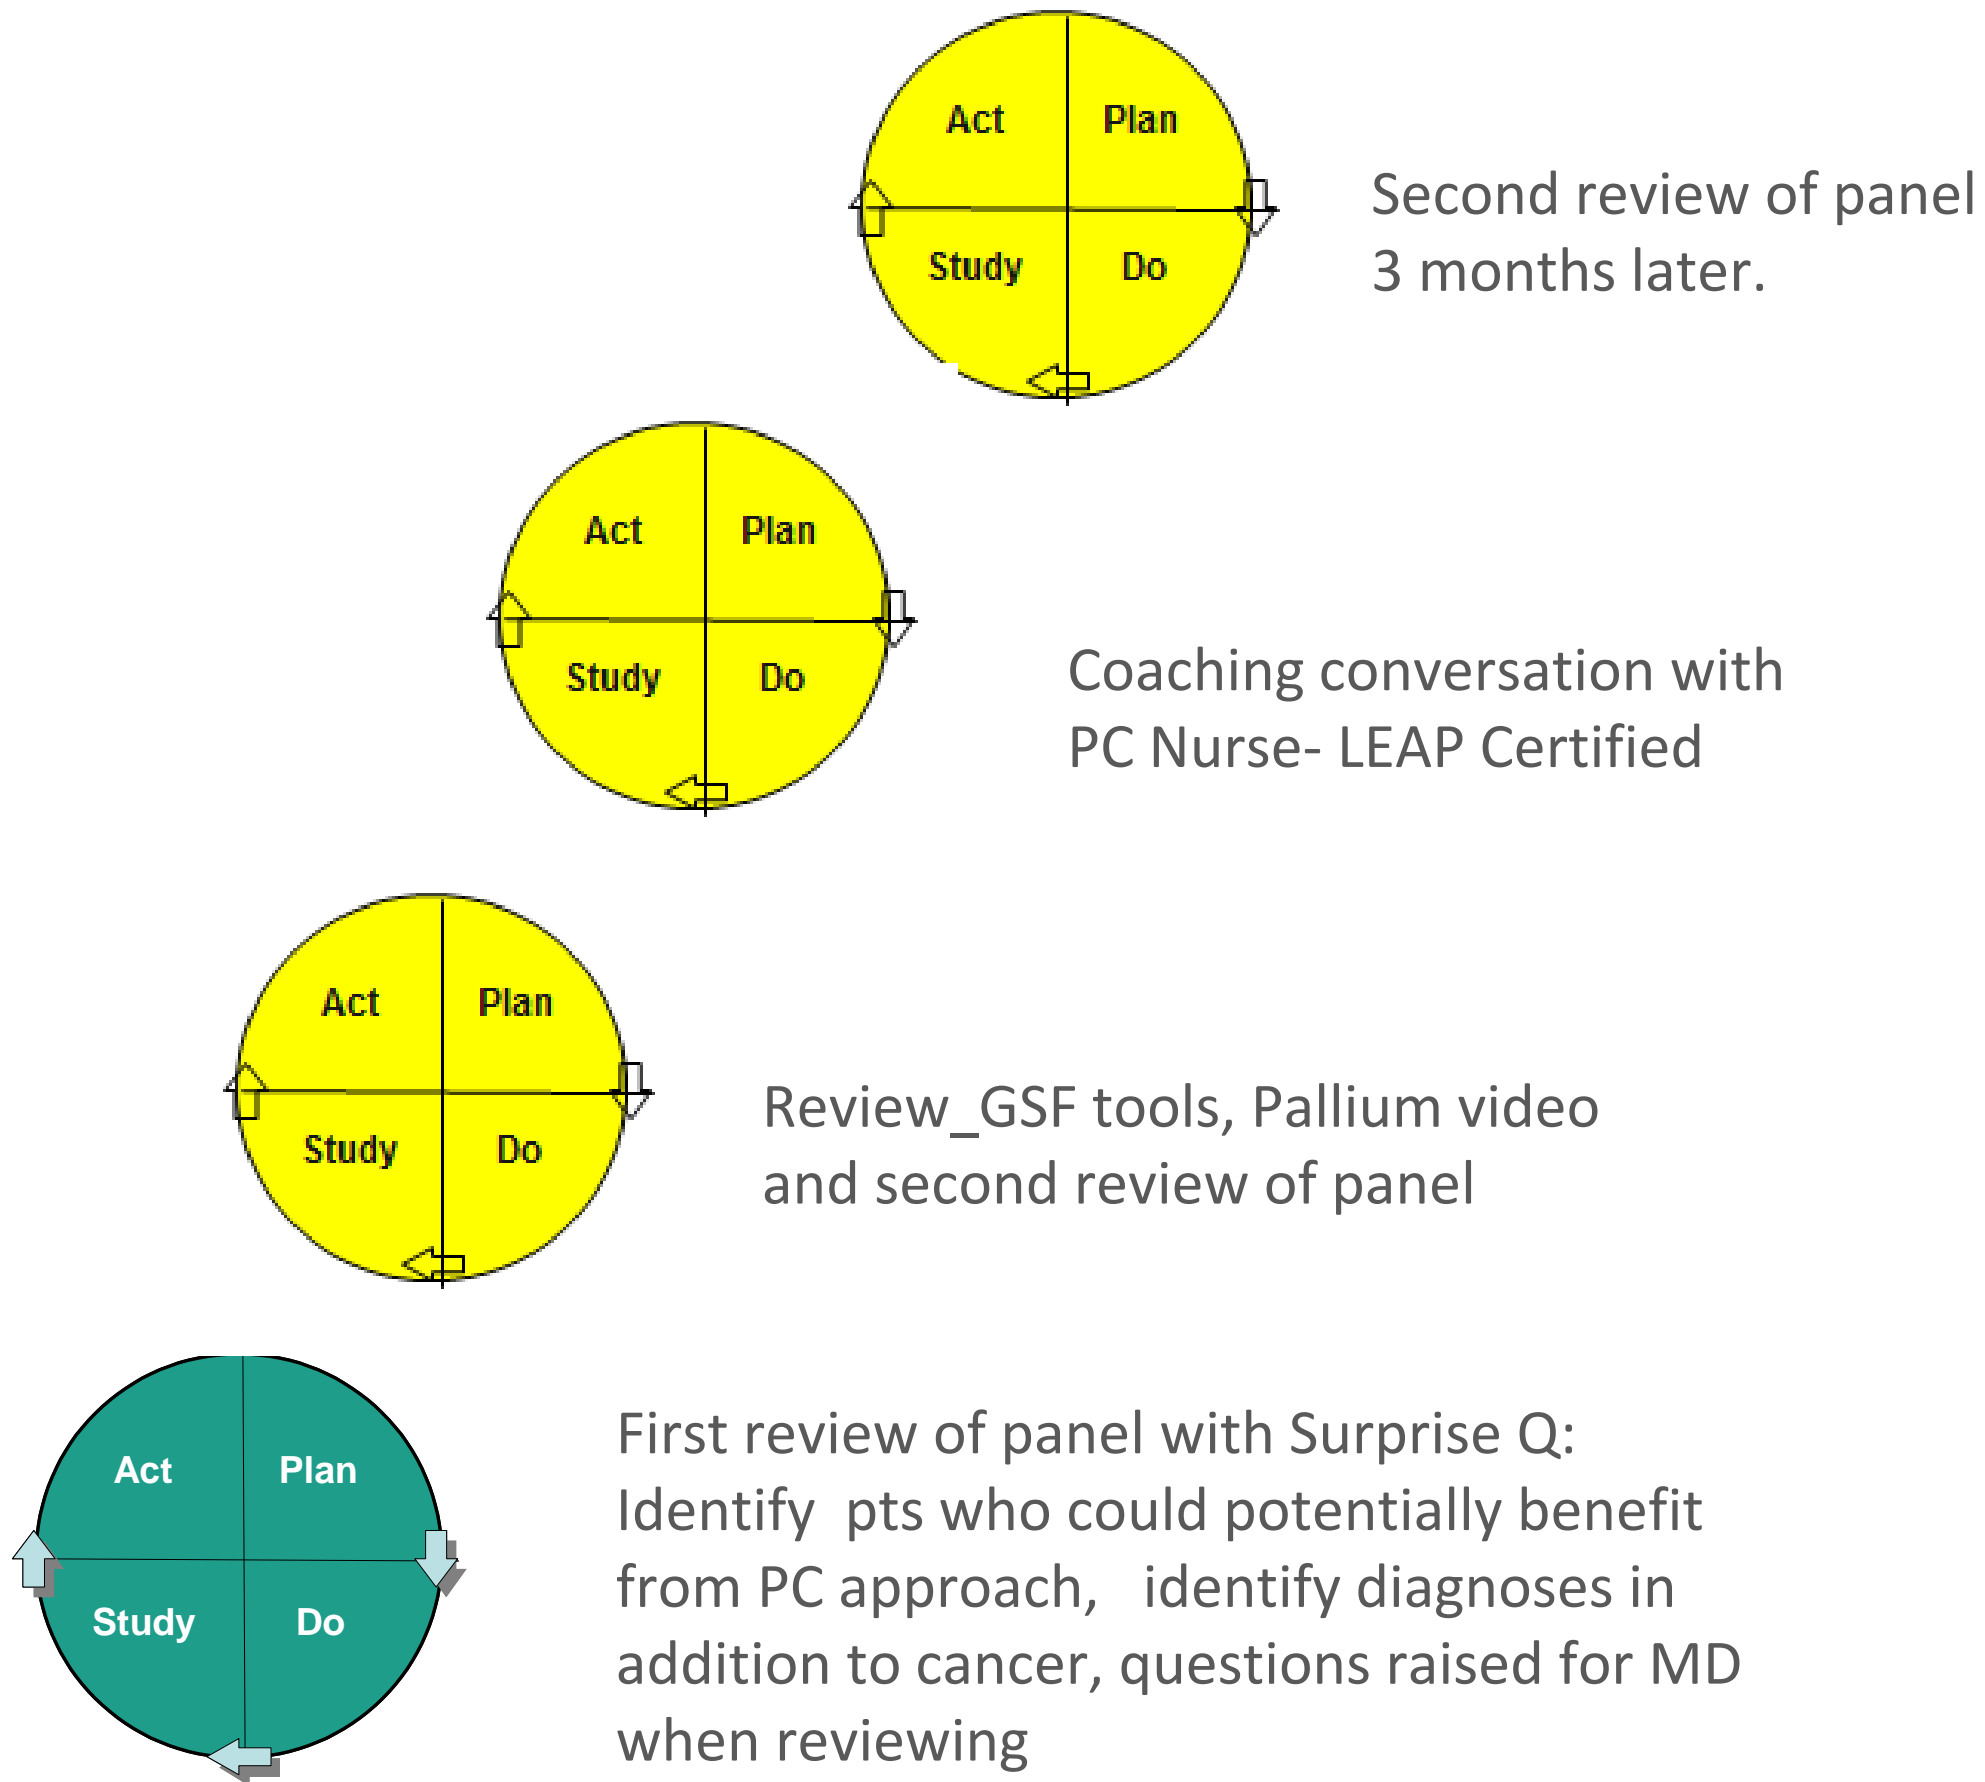 Act Plan
Study Do
Second review of panel
3 months later.
Act Plan
Study Do
Coaching conversation with
PC Nurse- LEAP Certified
Act Plan
Study Do
Review_GSF tools, Pallium video
and second review of panel
Act Plan
Study Do
First review of panel with Surprise Q:
Identify  pts who could potentially benefit
from PC approach,   identify diagnoses in
addition to cancer, questions raised for MD
when reviewing